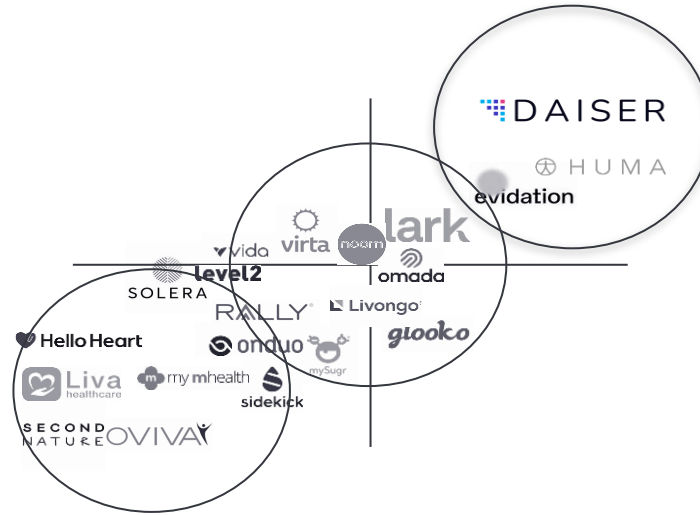 DAISER
HUMA
evidation
lark
virta
noom
vida
level2
omada
SOLERA
RALLY
Livongo
glooko
Hello Heart
onduo
mySugr
Liva
healthcare
my mhealth
sidekick
SECOND
NATURE
OVIVA